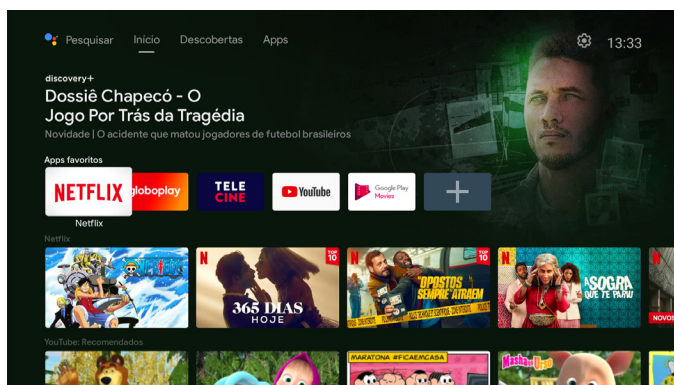 Pesquisar Início Descobertas Apps 13:33
discovery+
Dossiê Chapecó - O
Jogo Por Trás da Tragédia
Novidade | O acidente que matou jogadores de futebol brasileiros
Apps favoritos
NETFLIX globoplay TELE CINE YouTube Google Play Movies
Netflix
Netflix
ONE PIECE
N 365 DIAS HOJE TOP 10
N OPOSTOS SEMPRE ATRAEM TOP 10
N A SOGRA QUE TE PARIU
NOVOS
YouTube: Recomendados
MARATONA #FICAEMCASA
Masha e o Urso